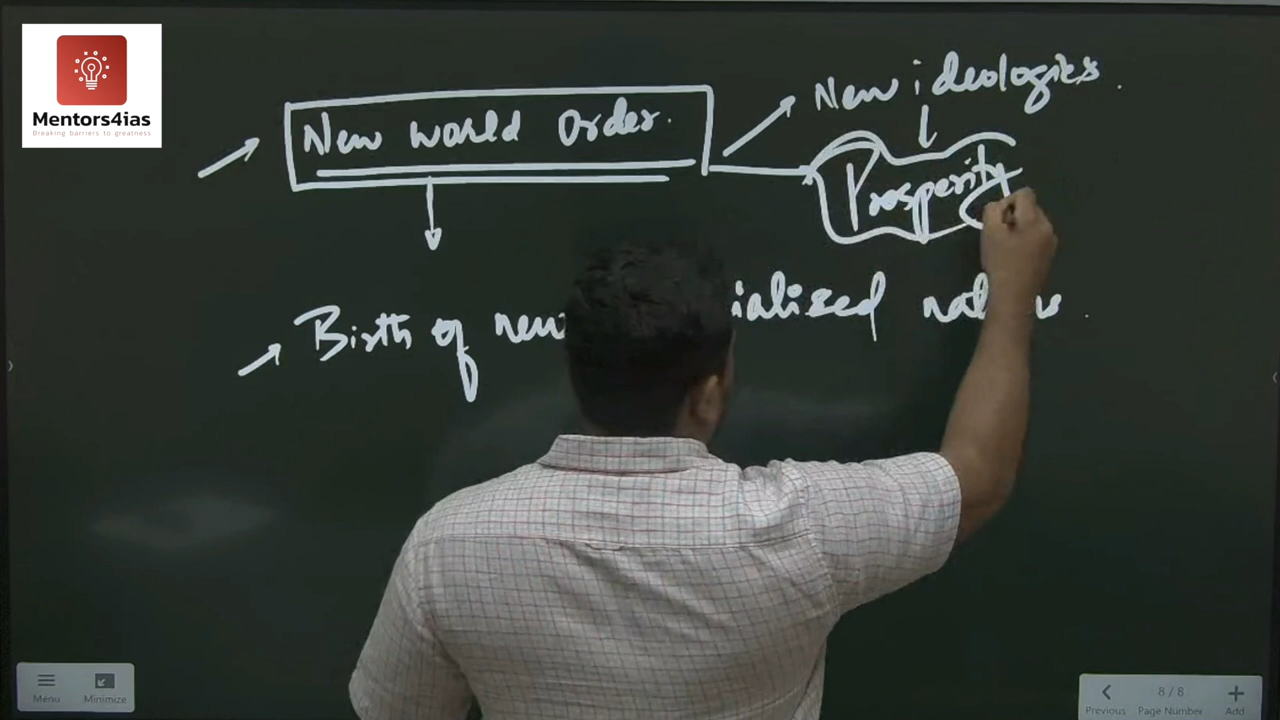 Mentors4ias
Breaking barriers to greatness
New ideologies.
New world order.
Prosperity
Birth of new
Menu
Minimize
8 / 8
Previous
Page Number
Add